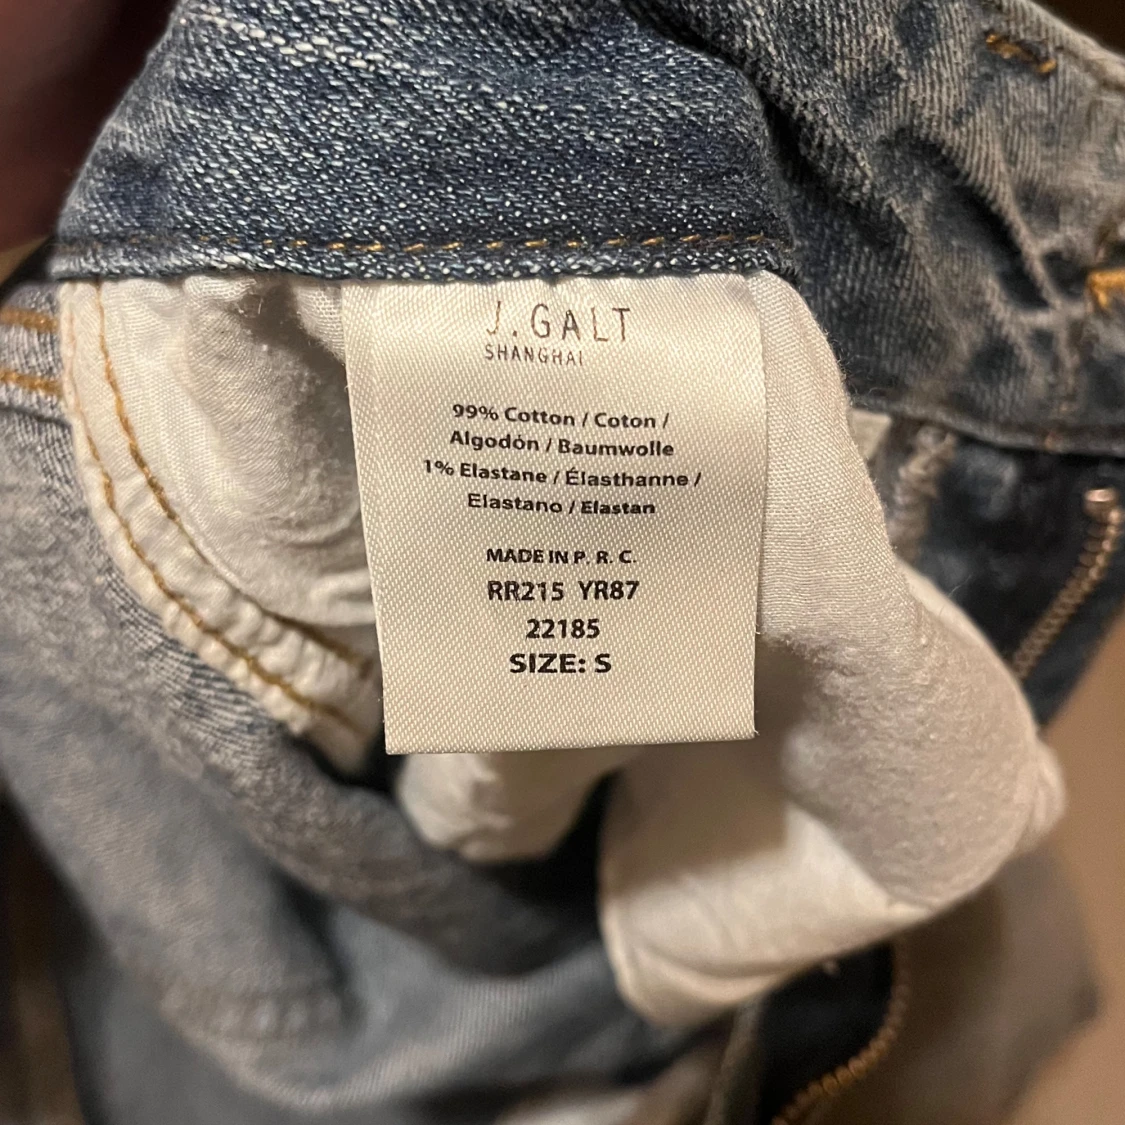 J.GALT
SHANGHAI
99% Cotton / Coton /
Algodón / Baumwolle
1% Elastane / Élasthanne /
Elastano / Elastan
MADE IN P. R. C.
RR215 YR87
22185
SIZE: S